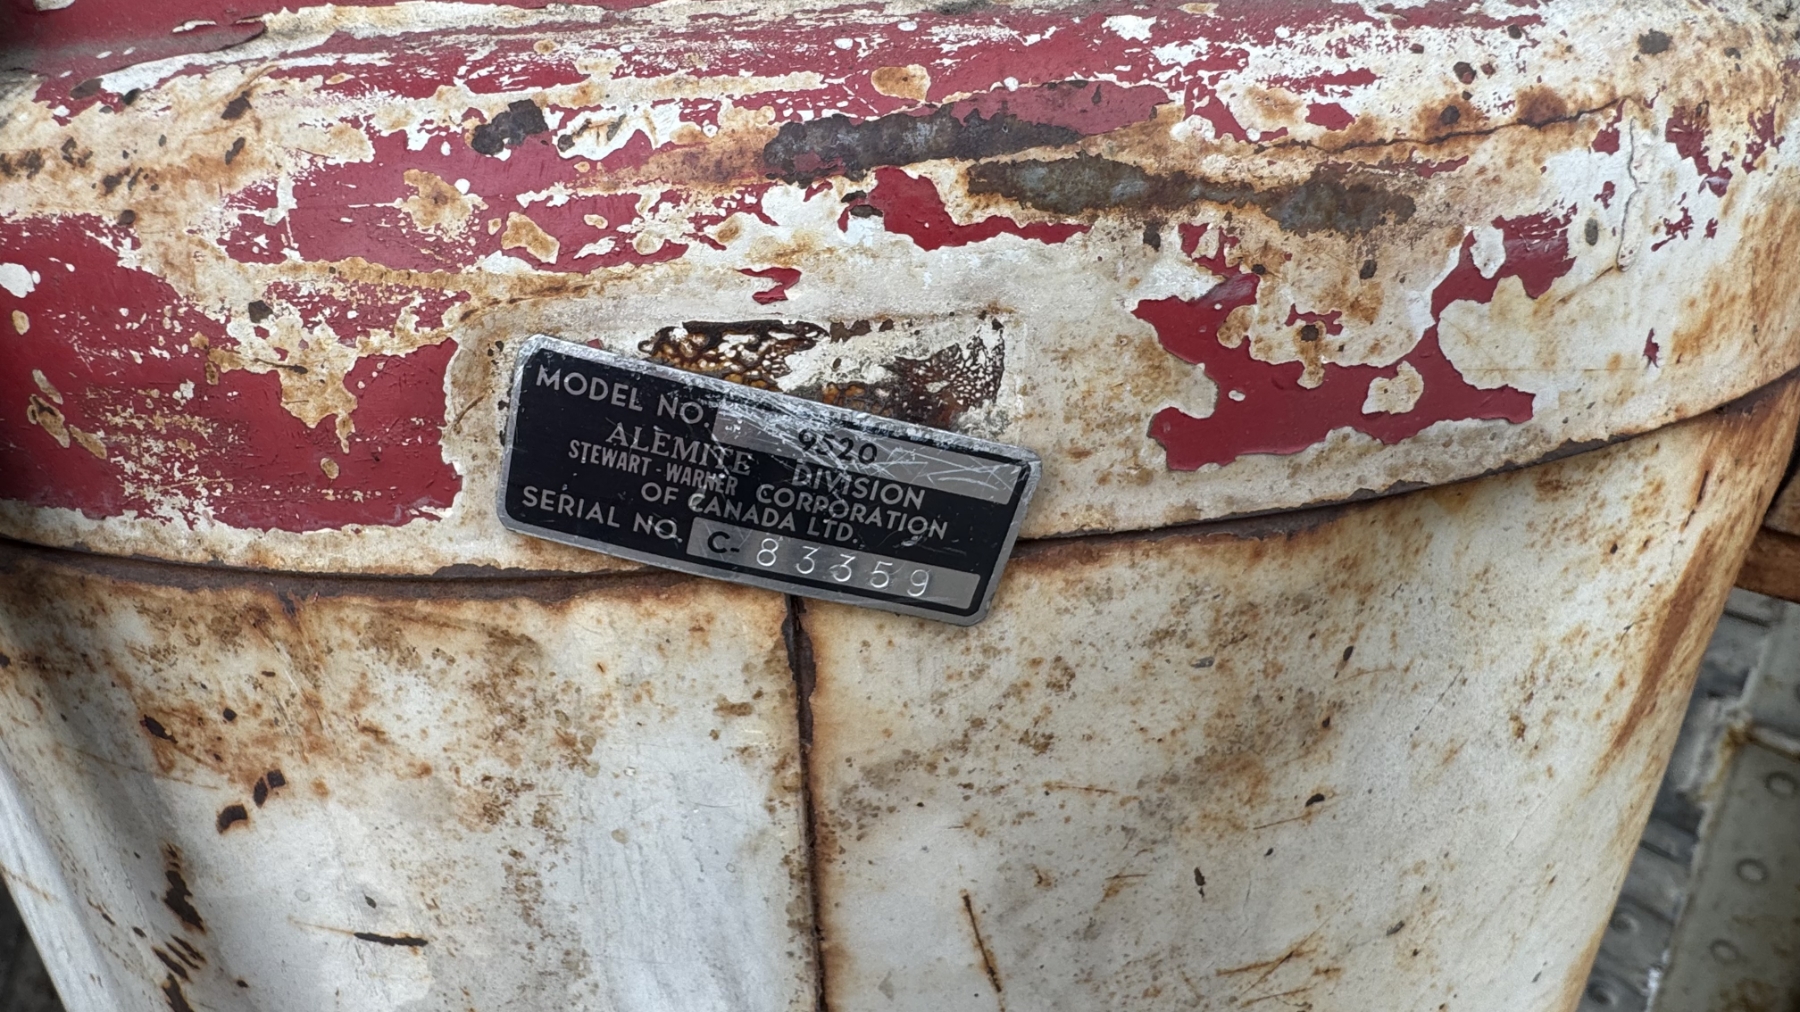 MODEL NO. 9520
ALEMITE DIVISION
STEWART-WARNER CORPORATION
OF CANADA LTD.
SERIAL NO. C-83359